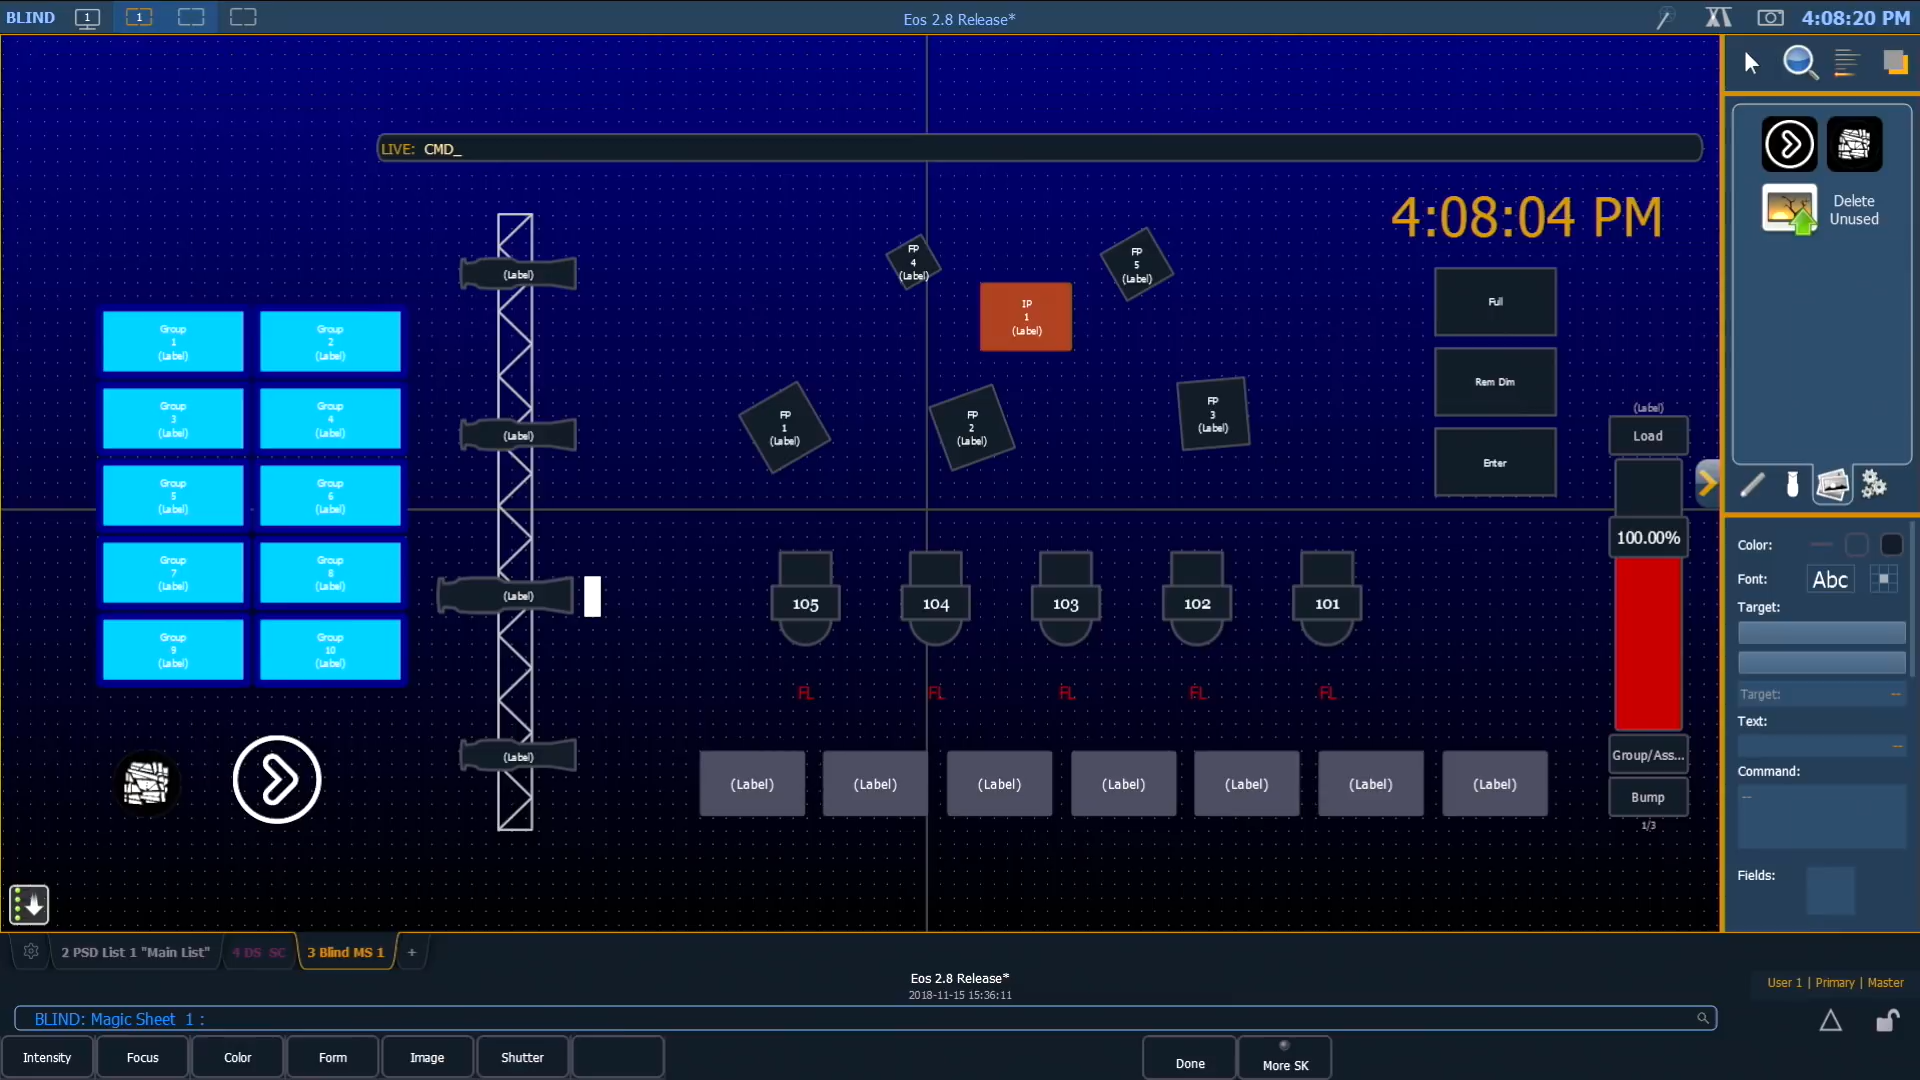 BLIND
1
1
Eos 2.8 Release*
4:08:20 PM
LIVE: CMD_
4:08:04 PM
Delete
Unused
(Label)
(Label)
(Label)
(Label)
Group
1
(Label)
Group
2
(Label)
Group
3
(Label)
Group
4
(Label)
Group
5
(Label)
Group
6
(Label)
Group
7
(Label)
Group
8
(Label)
Group
9
(Label)
Group
10
(Label)
FP
4
(Label)
FP
5
(Label)
IP
1
(Label)
FP
1
(Label)
FP
2
(Label)
FP
3
(Label)
Full
Rem Dim
Enter
(Label)
Load
100.00%
Group/Ass...
Bump
1/3
105
104
103
102
101
FL
FL
FL
FL
FL
(Label)
(Label)
(Label)
(Label)
(Label)
(Label)
(Label)
Color:
Font:
Abc
Target:
Target: --
Text:
--
Command:
--
Fields:
2 PSD List 1 "Main List"
4 DS SC
3 Blind MS 1
+
Eos 2.8 Release*
2018-11-15 15:36:11
User 1 | Primary | Master
BLIND: Magic Sheet 1 :
Intensity
Focus
Color
Form
Image
Shutter
Done
More SK